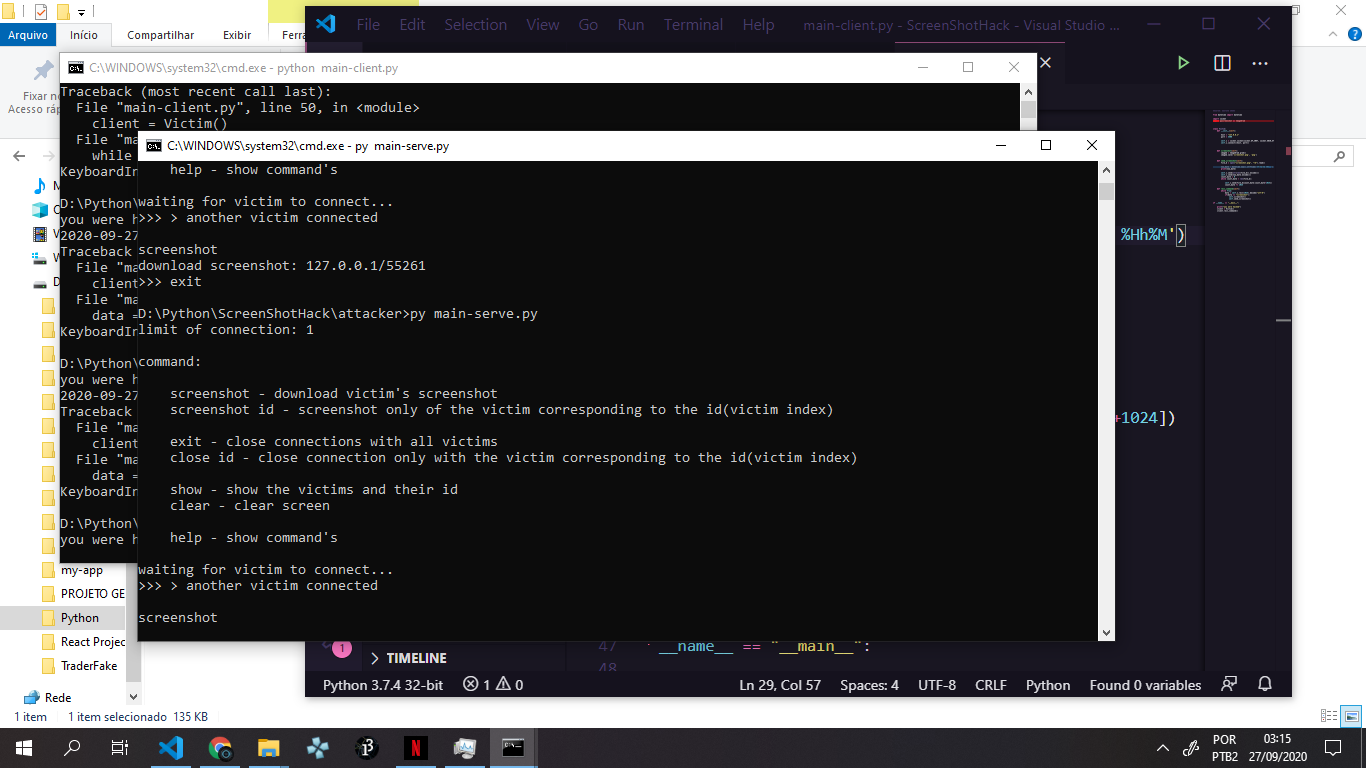 File Edit Selection View Go Run Terminal Help main-client.py - ScreenShotHack - Visual Studio ...
Arquivo Início Compartilhar Exibir
Fixar
Acesso
C:\WINDOWS\system32\cmd.exe - python main-client.py
Traceback (most recent call last):
File "main-client.py", line 50, in <module>
client = Victim()
File
while
D:\Python\
you were
2020-09-27
Traceback
File
client
File
data =
D:\Python\
you were
2020-09-27
Traceback
File
client
File
data =
D:\Python\
you were
C:\WINDOWS\system32\cmd.exe - py main-serve.py
help - show command's
waiting for victim to connect...
>>> > another victim connected
screenshot
download screenshot: 127.0.0.1/55261
>>> exit
D:\Python\ScreenShotHack\attacker>py main-serve.py
limit of connection: 1
command:
screenshot - download victim's screenshot
screenshot id - screenshot only of the victim corresponding to the id(victim index)
exit - close connections with all victims
close id - close connection only with the victim corresponding to the id(victim index)
show - show the victims and their id
clear - clear screen
help - show command's
waiting for victim to connect...
>>> > another victim connected
screenshot
%Hh%M')
+1024])
47 __name__ == "__main__":
48
my-app
PROJETO GE
Python
React Projec
TraderFake
Rede
1
TIMELINE
Python 3.7.4 32-bit 1 0 Ln 29, Col 57 Spaces: 4 UTF-8 CRLF Python Found 0 variables
1 item 1 item selecionado 135 KB
POR
PTB2
03:15
27/09/2020